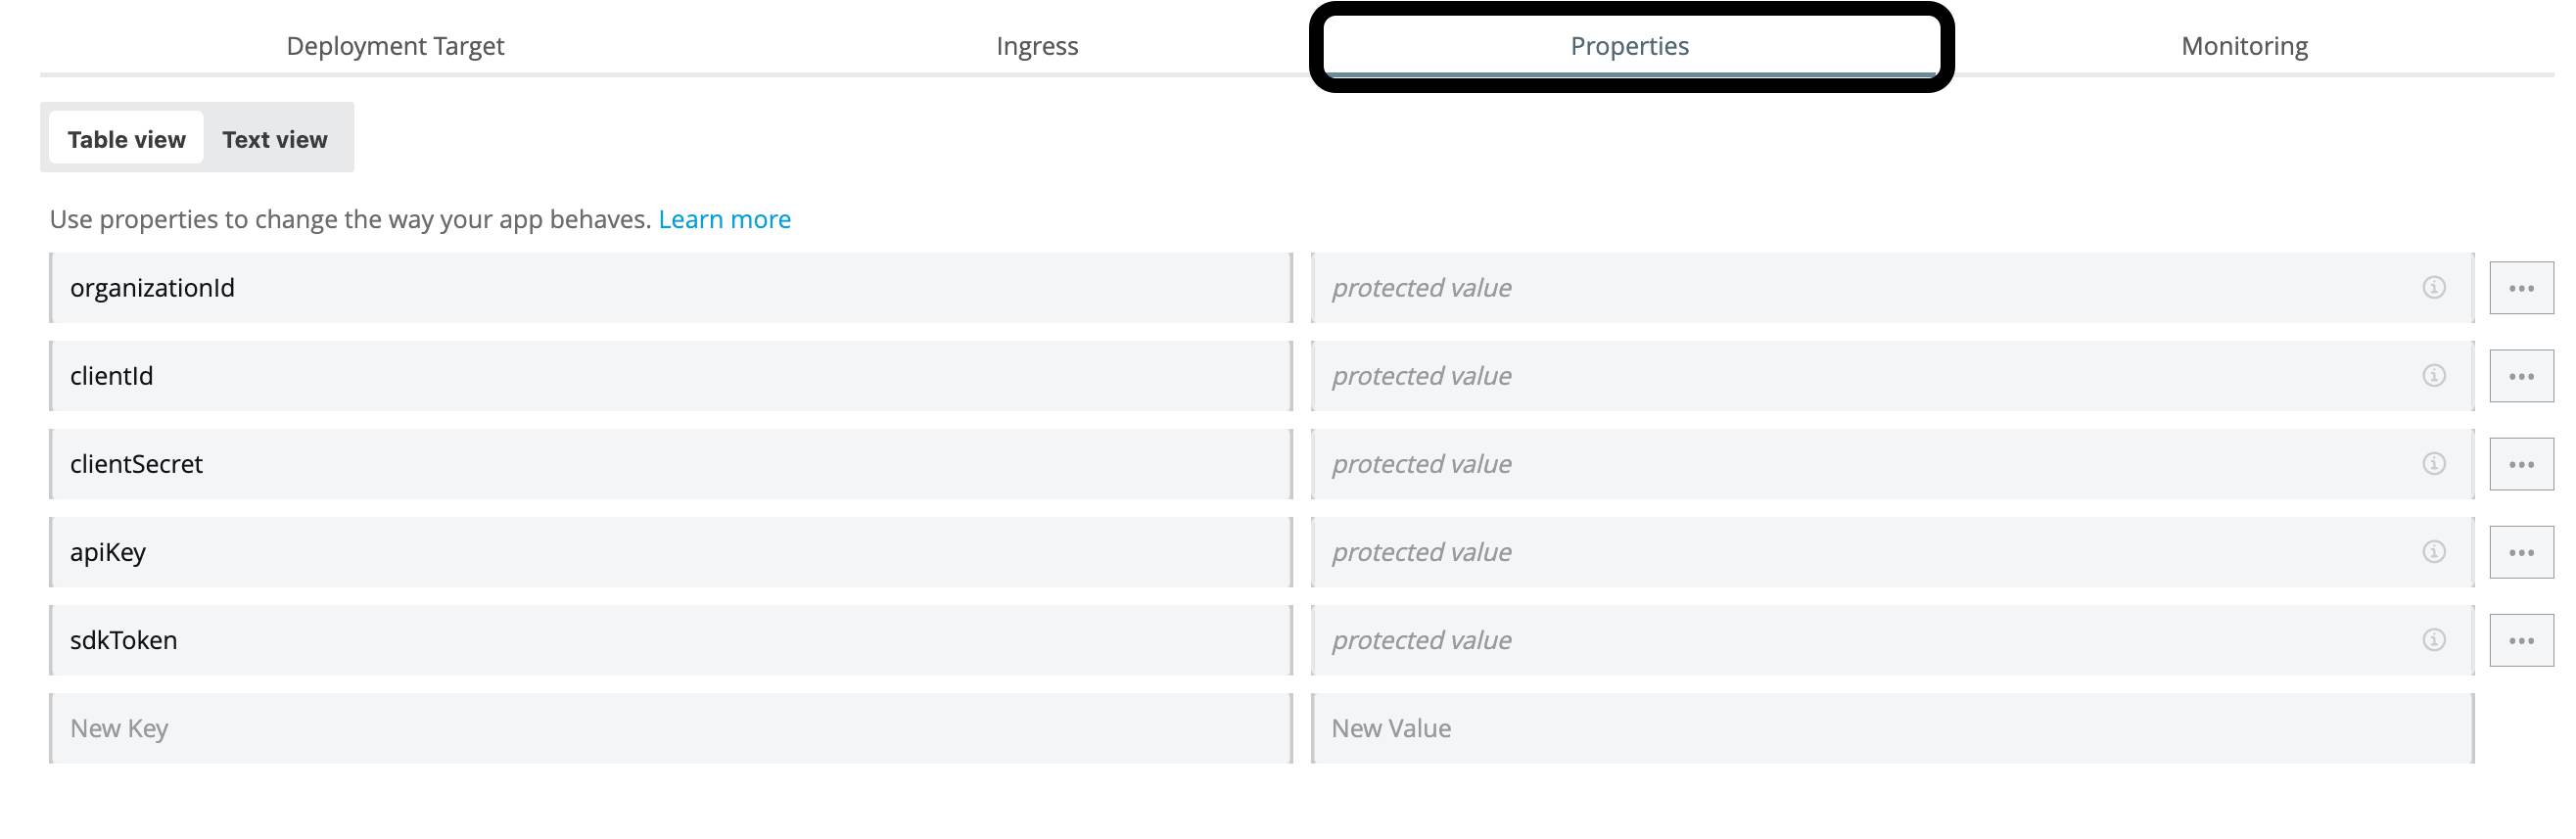 Deployment Target Ingress Properties Monitoring
Table view Text view
Use properties to change the way your app behaves. Learn more
organizationId protected value
clientId protected value
clientSecret protected value
apiKey protected value
sdkToken protected value
New Key New Value